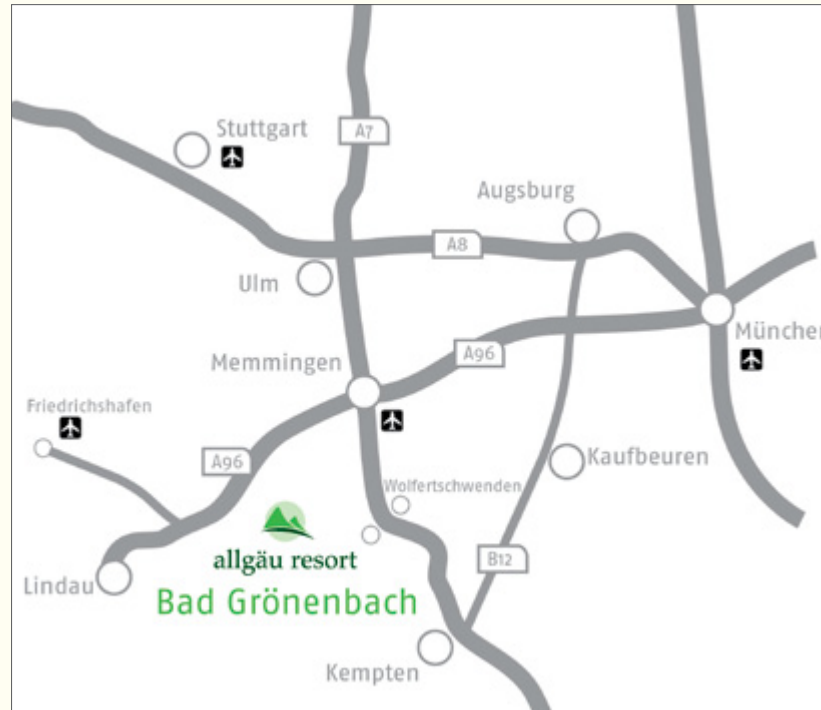 A7
Stuttgart
Augsburg
A8
Ulm
Münche
Memmingen
A96
Friedrichshafen
A96
Kaufbeuren
Wolfertschwenden
allgäu resort
B12
Lindau
Bad Grönenbach
Kempten